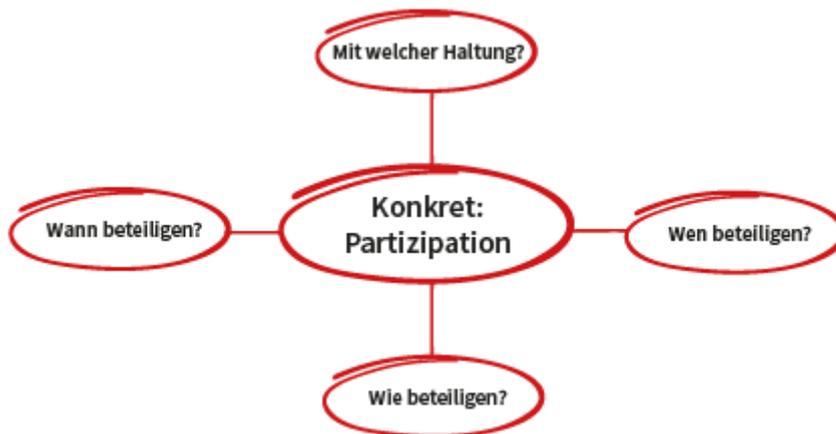 Mit welcher Haltung?
Konkret:
Partizipation
Wann beteiligen?
Wen beteiligen?
Wie beteiligen?